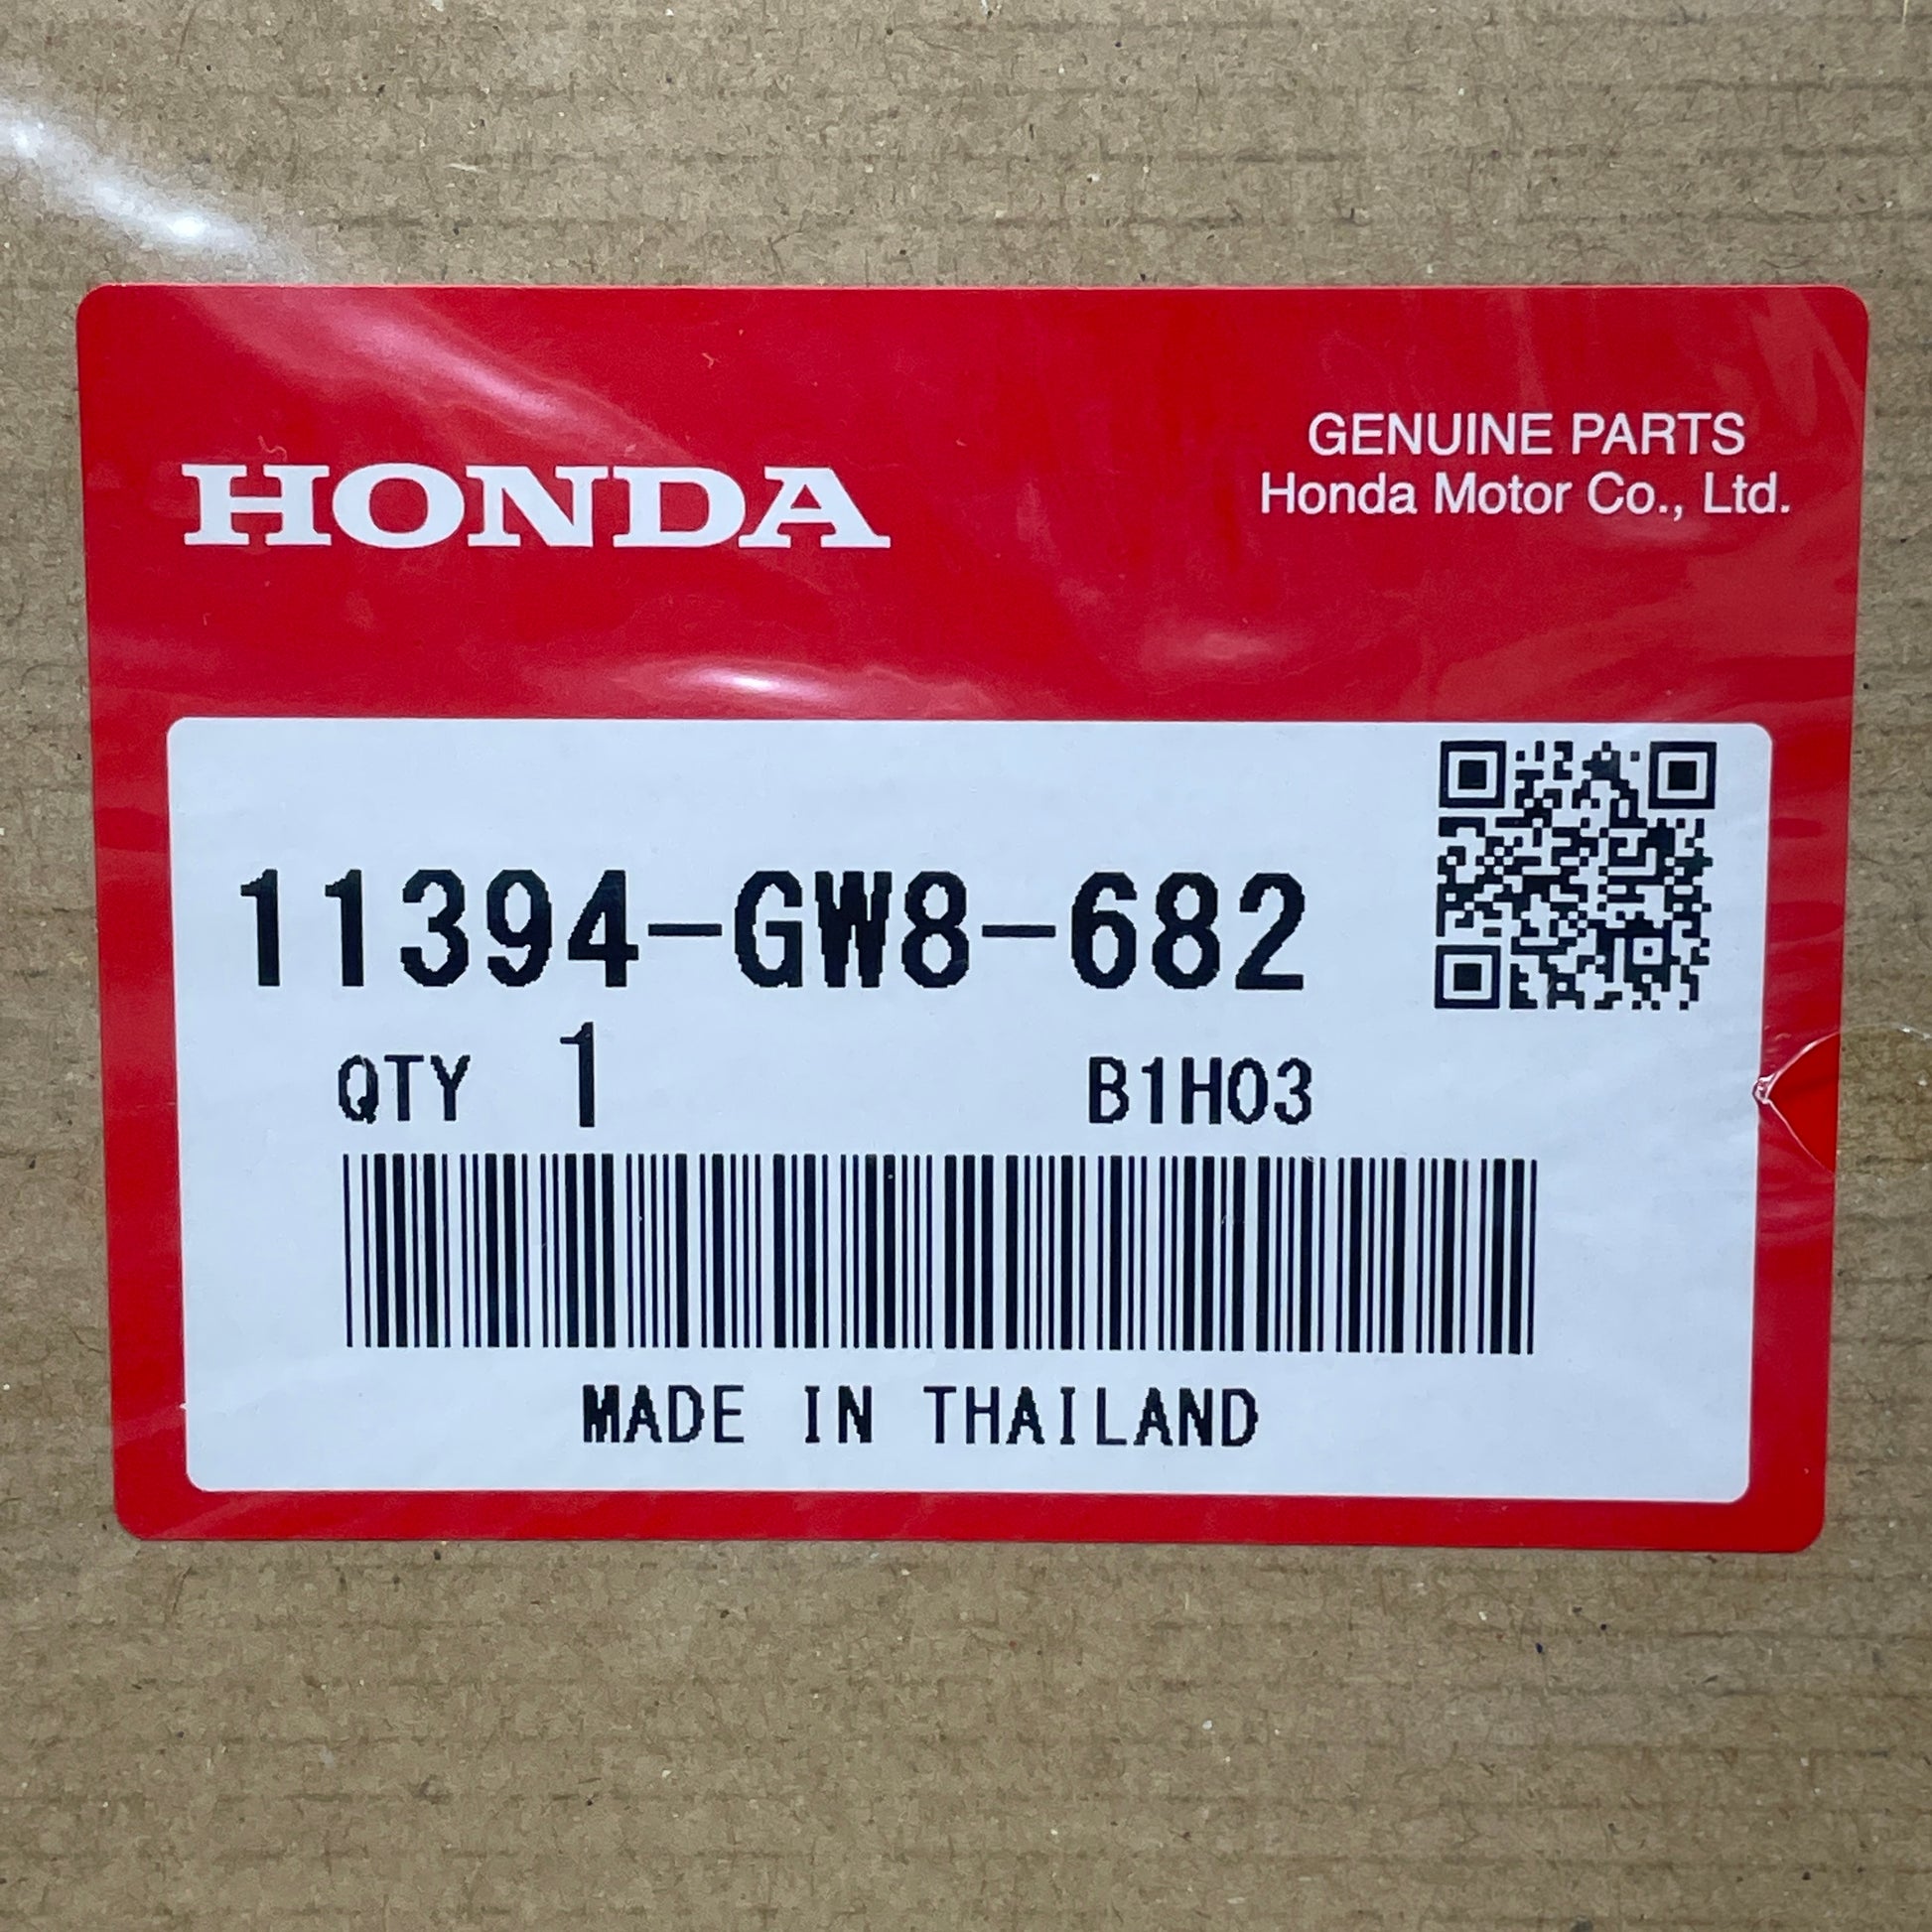 HONDA
GENUINE PARTS
Honda Motor Co., Ltd.
11394-GW8-682
QTY 1 B1H03
MADE IN THAILAND